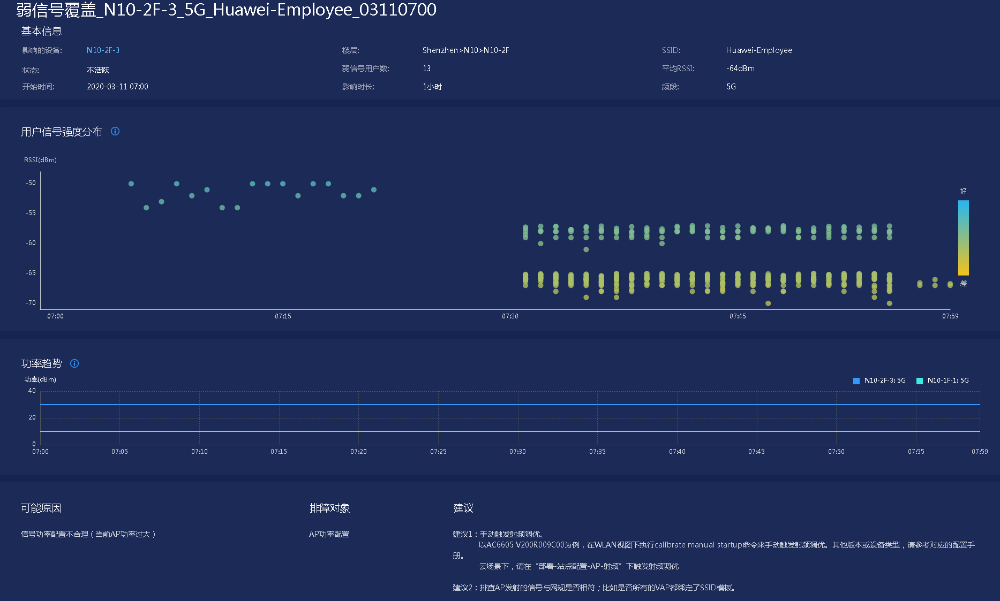 弱信号覆盖_N10-2F-3_5G_Huawei-Employee_03110700
基本信息
影响的设备: N10-2F-3 楼层: Shenzhen>N10>N10-2F SSID: Huawei-Employee
状态: 不活跃 弱信号用户数: 13 平均RSSI: -64dBm
开始时间: 2020-03-11 07:00 影响时长: 1小时 频段: 5G
用户信号强度分布
RSSI(dBm)
-50
好
-55
-60
-65
差
-70
07:00 07:15 07:30 07:45 07:59
功率趋势
功率(dBm)
N10-2F-3: 5G N10-1F-1: 5G
40
20
0
07:00 07:05 07:10 07:15 07:20 07:25 07:30 07:35 07:40 07:45 07:50 07:55 07:59
可能原因 排障对象 建议
信号功率配置不合理（当前AP功率过大） AP功率配置 建议1：手动触发射频调优。
以AC6605 V200R009C00为例，在WLAN视图下执行calibrate manual startup命令来手动触发射频调优。其他版本或设备类型，请参考对应的配置手
册。
云场景下，请在“部署-站点配置-AP-射频”下触发射频调优
建议2：排查AP发射的信号与网规是否相符；比如是否所有的VAP都绑定了SSID模板。